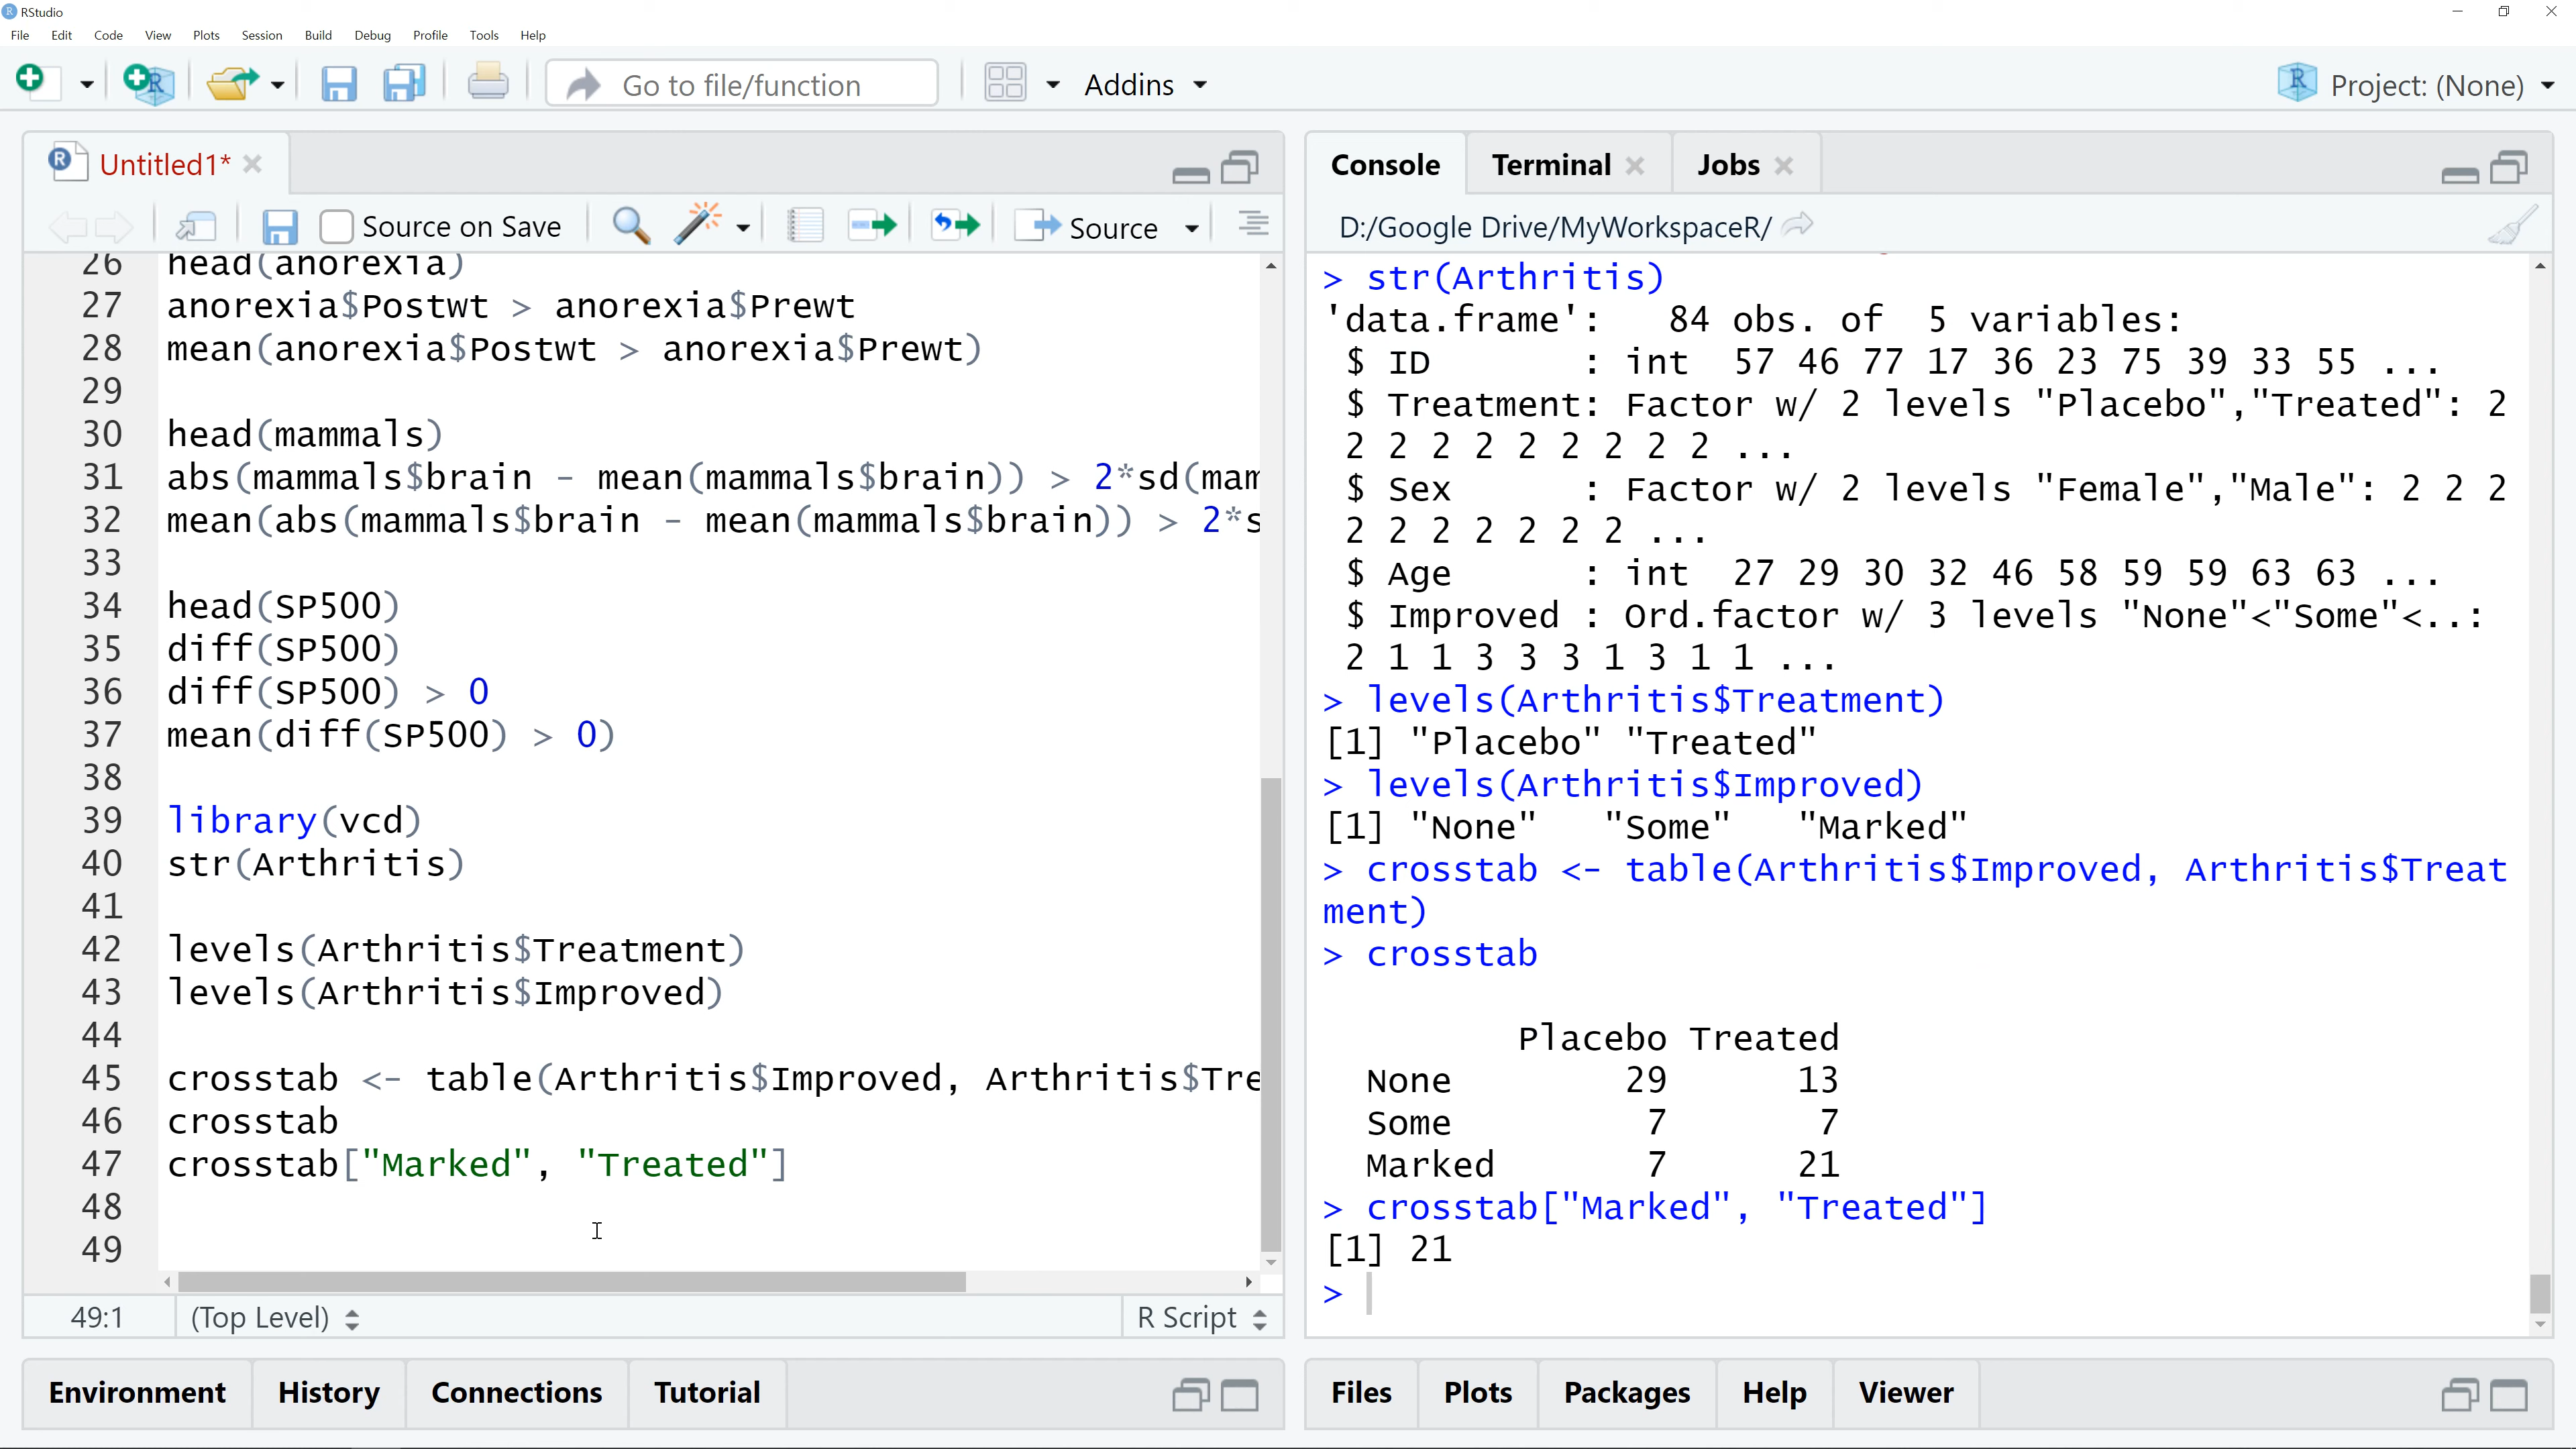 RStudio
File Edit Code View Plots Session Build Debug Profile Tools Help
Go to file/function Addins Project: (None)
Untitled1*
Source on Save Source
26 head(anorexia)
27 anorexia$Postwt > anorexia$Prewt
28 mean(anorexia$Postwt > anorexia$Prewt)
29
30 head(mammals)
31 abs(mammals$brain - mean(mammals$brain)) > 2*sd(mam
32 mean(abs(mammals$brain - mean(mammals$brain)) > 2*s
33
34 head(SP500)
35 diff(SP500)
36 diff(SP500) > 0
37 mean(diff(SP500) > 0)
38
39 library(vcd)
40 str(Arthritis)
41
42 levels(Arthritis$Treatment)
43 levels(Arthritis$Improved)
44
45 crosstab <- table(Arthritis$Improved, Arthritis$Tre
46 crosstab
47 crosstab["Marked", "Treated"]
48
49
49:1 (Top Level) R Script
Environment History Connections Tutorial
Console Terminal Jobs
D:/Google Drive/MyWorkspaceR/
> str(Arthritis)
'data.frame':   84 obs. of  5 variables:
 $ ID       : int  57 46 77 17 36 23 75 39 33 55 ...
 $ Treatment: Factor w/ 2 levels "Placebo","Treated": 2
 2 2 2 2 2 2 2 2 2 ...
 $ Sex      : Factor w/ 2 levels "Female","Male": 2 2 2
 2 2 2 2 2 2 2 ...
 $ Age      : int  27 29 30 32 46 58 59 59 63 63 ...
 $ Improved : Ord.factor w/ 3 levels "None"<"Some"<..:
 2 1 1 3 3 3 1 3 1 1 ...
> levels(Arthritis$Treatment)
[1] "Placebo" "Treated"
> levels(Arthritis$Improved)
[1] "None"   "Some"   "Marked"
> crosstab <- table(Arthritis$Improved, Arthritis$Treat
ment)
> crosstab
         Placebo Treated
  None        29      13
  Some         7       7
  Marked       7      21
> crosstab["Marked", "Treated"]
[1] 21
>
Files Plots Packages Help Viewer